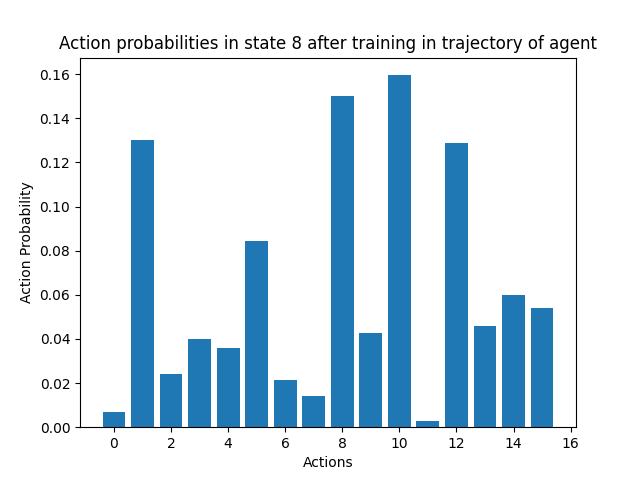 Action probabilities in state 8 after training in trajectory of agent
0.16
0.14
0.12
0.10
0.08
0.06
0.04
0.02
0.00
Action Probability
0 2 4 6 8 10 12 14 16
Actions